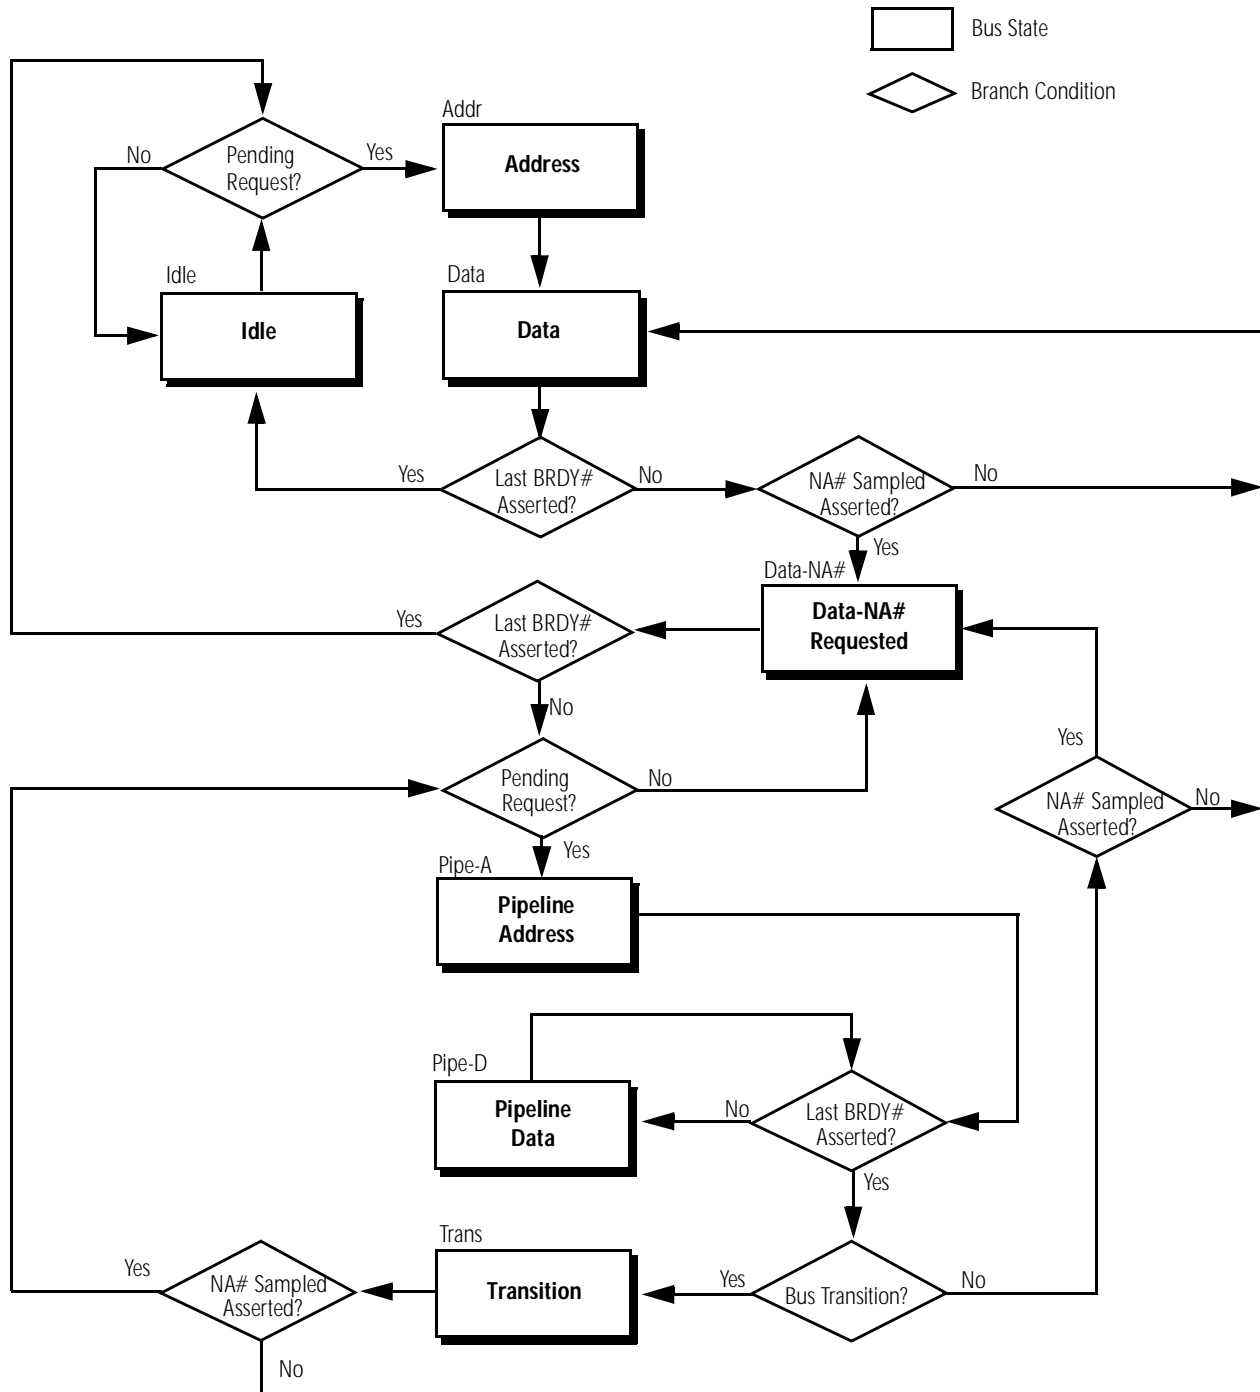 Bus State
Branch Condition
Addr
No
Pending
Request?
Yes
Address
Idle
Data
Idle
Data
Yes
Last BRDY#
Asserted?
No
NA# Sampled
Asserted?
No
Yes
Data-NA#
Yes
Last BRDY#
Asserted?
Data-NA#
Requested
No
Yes
Pending
Request?
No
NA# Sampled
Asserted?
No
Yes
Pipe-A
Pipeline
Address
Pipe-D
Pipeline
Data
No
Last BRDY#
Asserted?
Yes
Trans
Yes
NA# Sampled
Asserted?
Transition
Yes
Bus Transition?
No
No